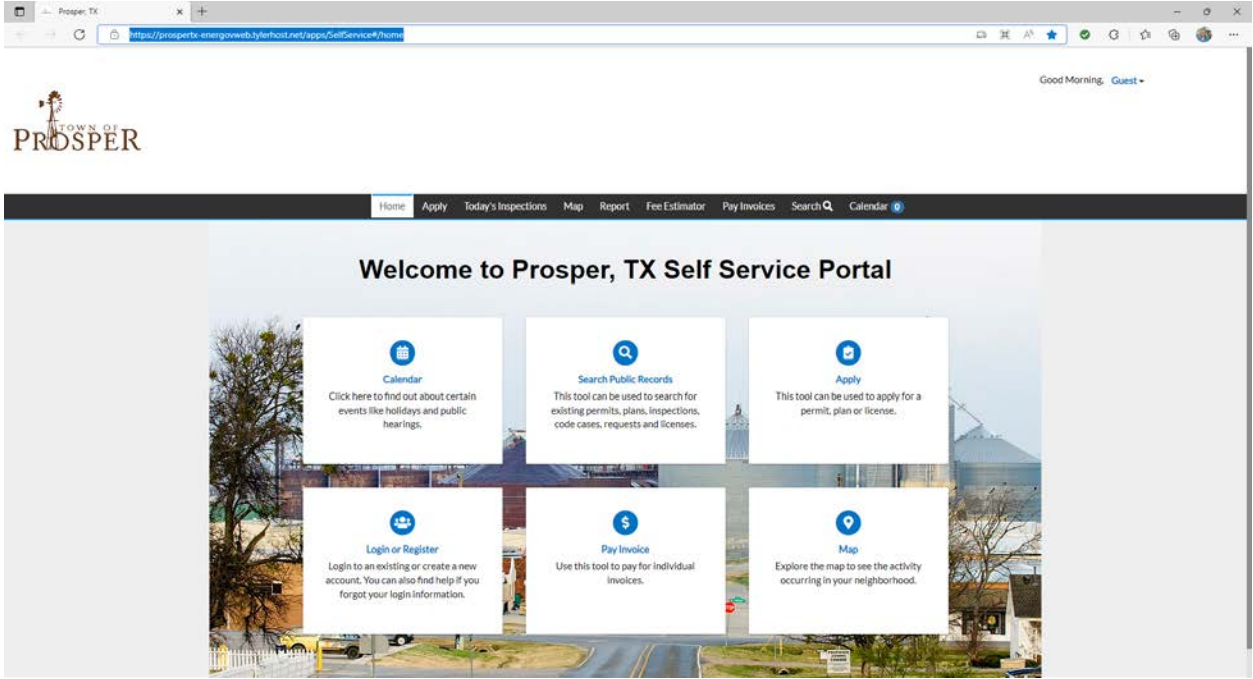 Prosper, TX
https://prospertx-energovweb.tylerhost.net/apps/SelfService#/home
Good Morning, Guest
TOWN OF
PROSPER
Home Apply Today's Inspections Map Report Fee Estimator Pay Invoices Search Calendar 0
Welcome to Prosper, TX Self Service Portal
Calendar
Click here to find out about certain
events like holidays and public
hearings.
Search Public Records
This tool can be used to search for
existing permits, plans, inspections,
code cases, requests and licenses.
Apply
This tool can be used to apply for a
permit, plan or license.
Login or Register
Login to an existing or create a new
account. You can also find help if you
forgot your login information.
Pay Invoice
Use this tool to pay for individual
invoices.
Map
Explore the map to see the activity
occurring in your neighborhood.